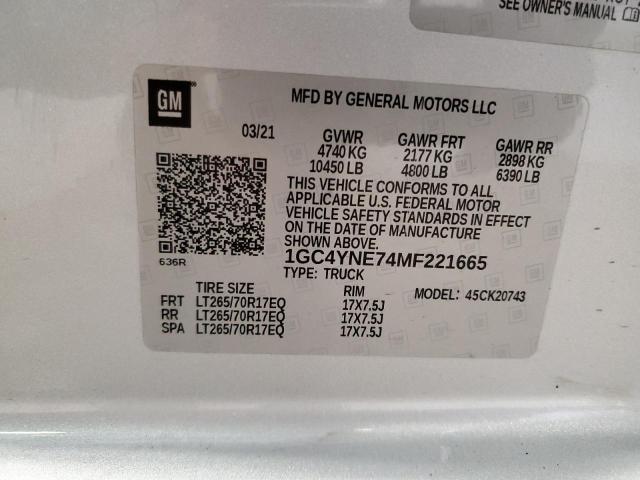 SEE OWNER'S MANUAL
GM
MFD BY GENERAL MOTORS LLC
03/21 GVWR GAWR FRT GAWR RR
4740 KG 2177 KG 2898 KG
10450 LB 4800 LB 6390 LB
THIS VEHICLE CONFORMS TO ALL
APPLICABLE U.S. FEDERAL MOTOR
VEHICLE SAFETY STANDARDS IN EFFECT
ON THE DATE OF MANUFACTURE
SHOWN ABOVE.
636R
1GC4YNE74MF221665
TYPE: TRUCK
TIRE SIZE RIM MODEL: 45CK20743
FRT LT265/70R17EQ 17X7.5J
RR LT265/70R17EQ 17X7.5J
SPA LT265/70R17EQ 17X7.5J